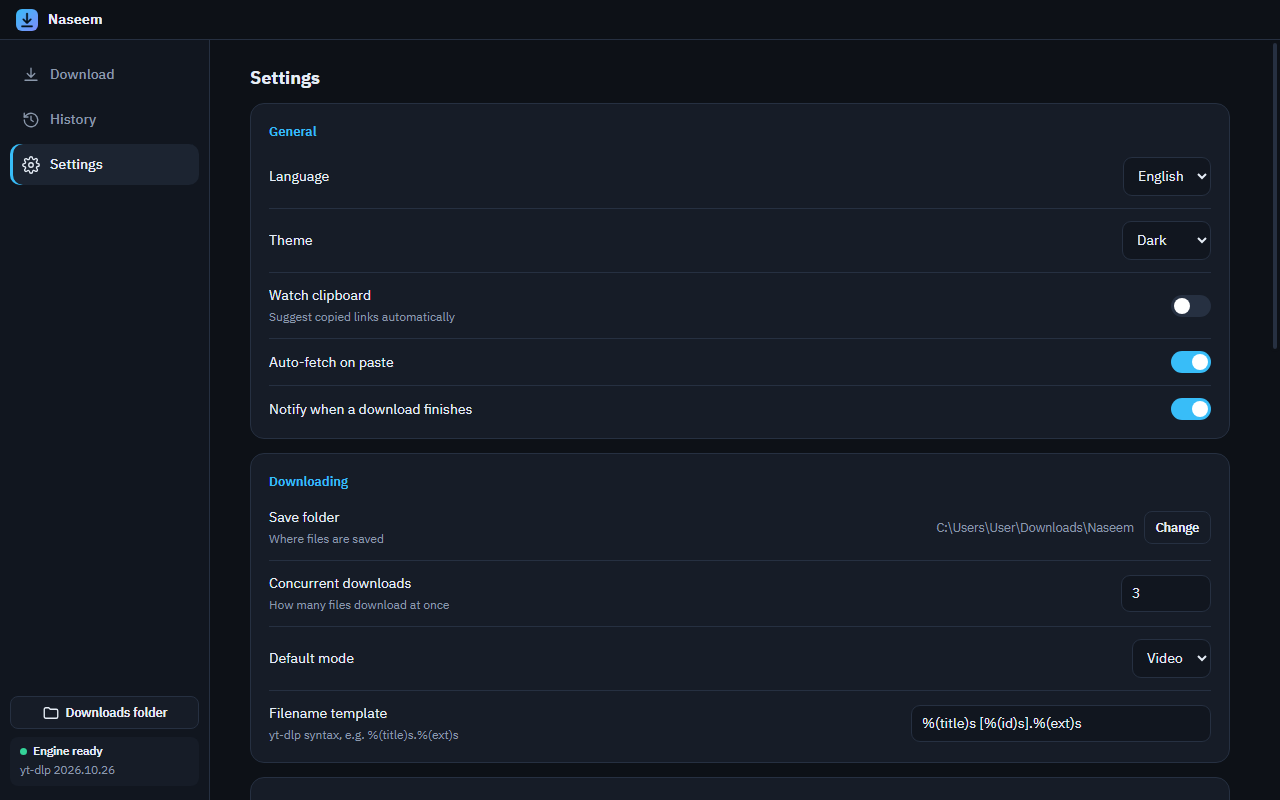 Naseem
Download
History
Settings
Downloads folder
Engine ready
yt-dlp 2026.10.26
Settings
General
Language
English
Theme
Dark
Watch clipboard
Suggest copied links automatically
Auto-fetch on paste
Notify when a download finishes
Downloading
Save folder
Where files are saved
C:\Users\User\Downloads\Naseem
Change
Concurrent downloads
How many files download at once
3
Default mode
Video
Filename template
yt-dlp syntax, e.g. %(title)s.%(ext)s
%(title)s [%(id)s].%(ext)s